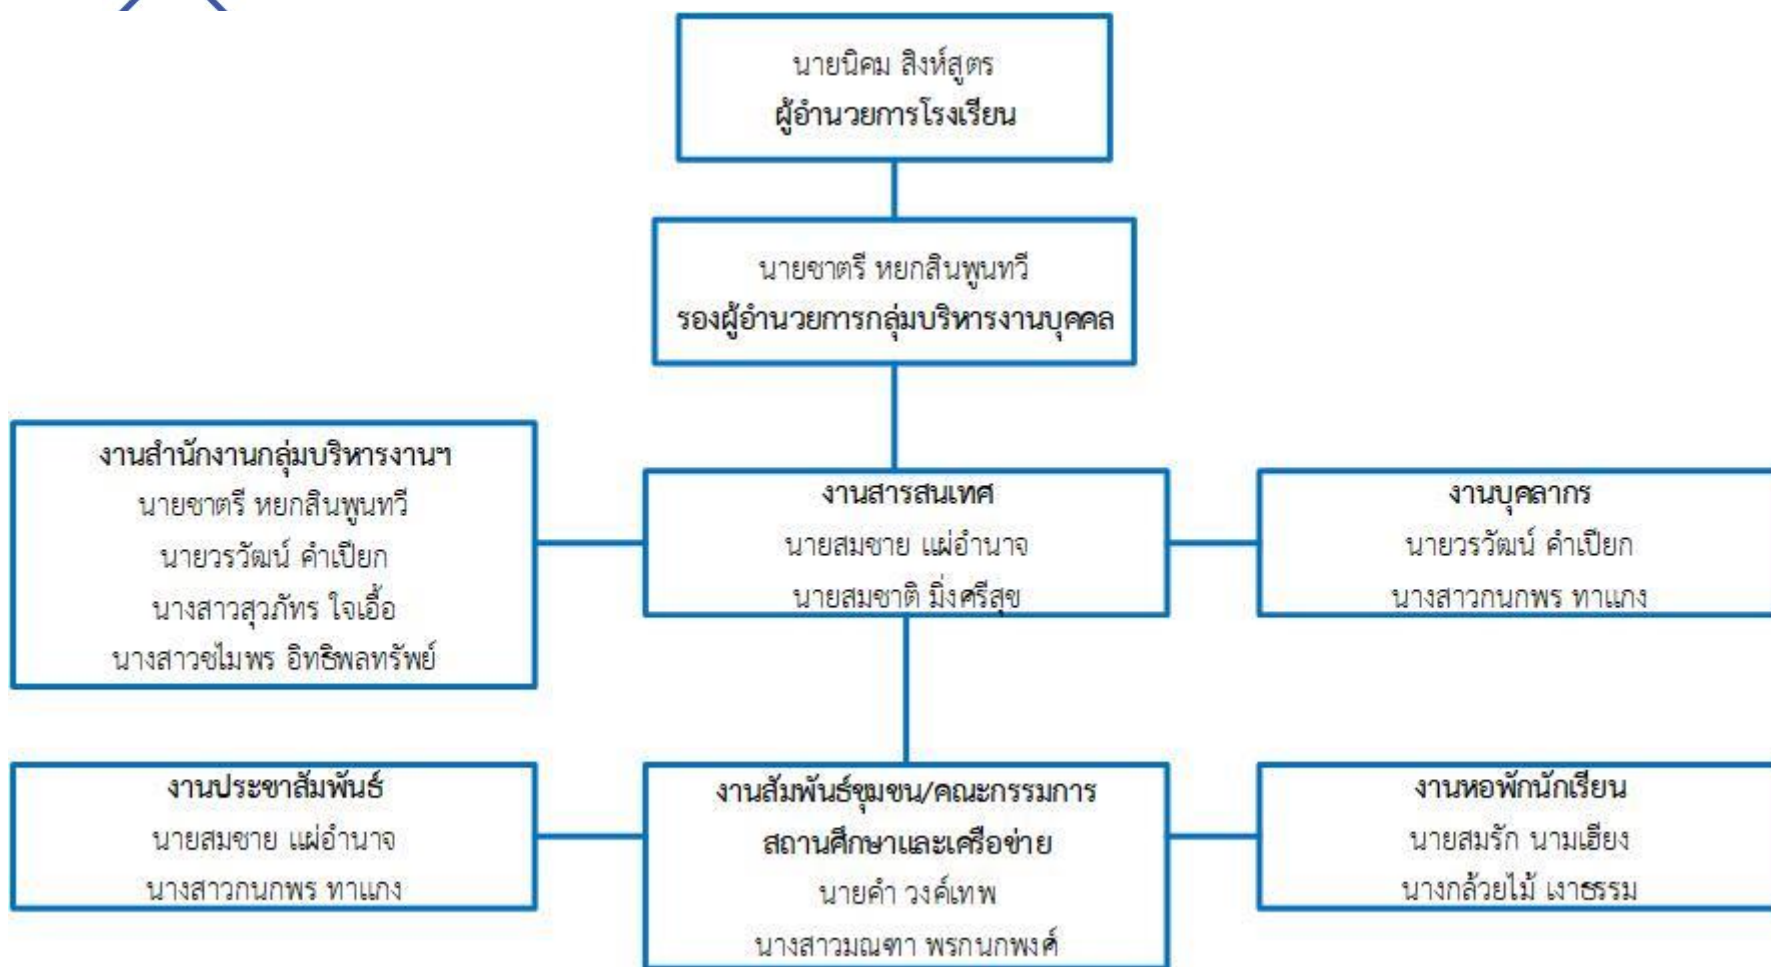 นายนิคม สิงห์สูตร
ผู้อำนวยการโรงเรียน
นายชาตรี หยกสินพูนทวี
รองผู้อำนวยการกลุ่มบริหารงานบุคคล
งานสำนักงานกลุ่มบริหารงานฯ
นายชาตรี หยกสินพูนทวี
นายวรวัฒน์ คำเปียก
นางสาวสุวภัทร ใจเอื้อ
นางสาวชไมพร อิทธิพลทรัพย์
งานสารสนเทศ
นายสมชาย แผ่อำนาจ
นายสมชาติ มิ่งศรีสุข
งานบุคลากร
นายวรวัฒน์ คำเปียก
นางสาวกนกพร ทาแกง
งานประชาสัมพันธ์
นายสมชาย แผ่อำนาจ
นางสาวกนกพร ทาแกง
งานสัมพันธ์ชุมชน/คณะกรรมการ
สถานศึกษาและเครือข่าย
นายคำ วงค์เทพ
นางสาวมณฑา พรกนกพงศ์
งานหอพักนักเรียน
นายสมรัก นามเฮียง
นางกล้วยไม้ เงาธรรม